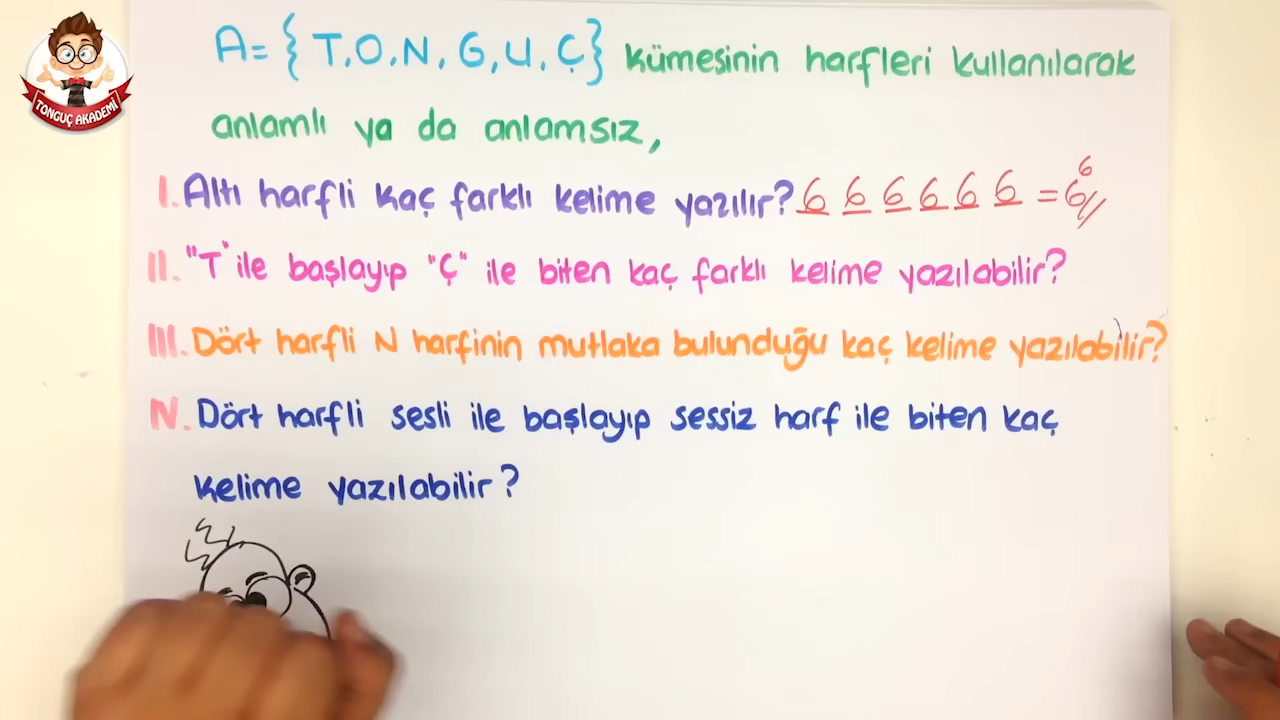 TONGUÇ AKADEMİ
A= { T,O,N,G,U,Ç} kümesinin harfleri kullanılarak
anlamlı ya da anlamsız,
I. Altı harfli kaç farklı kelime yazılır? 6 6 6 6 6 6 = 6⁶//
II. "T" ile başlayıp "Ç" ile biten kaç farklı kelime yazılabilir?
III. Dört harfli N harfinin mutlaka bulunduğu kaç kelime yazılabilir?
IV. Dört harfli sesli ile başlayıp sessiz harf ile biten kaç
kelime yazılabilir?